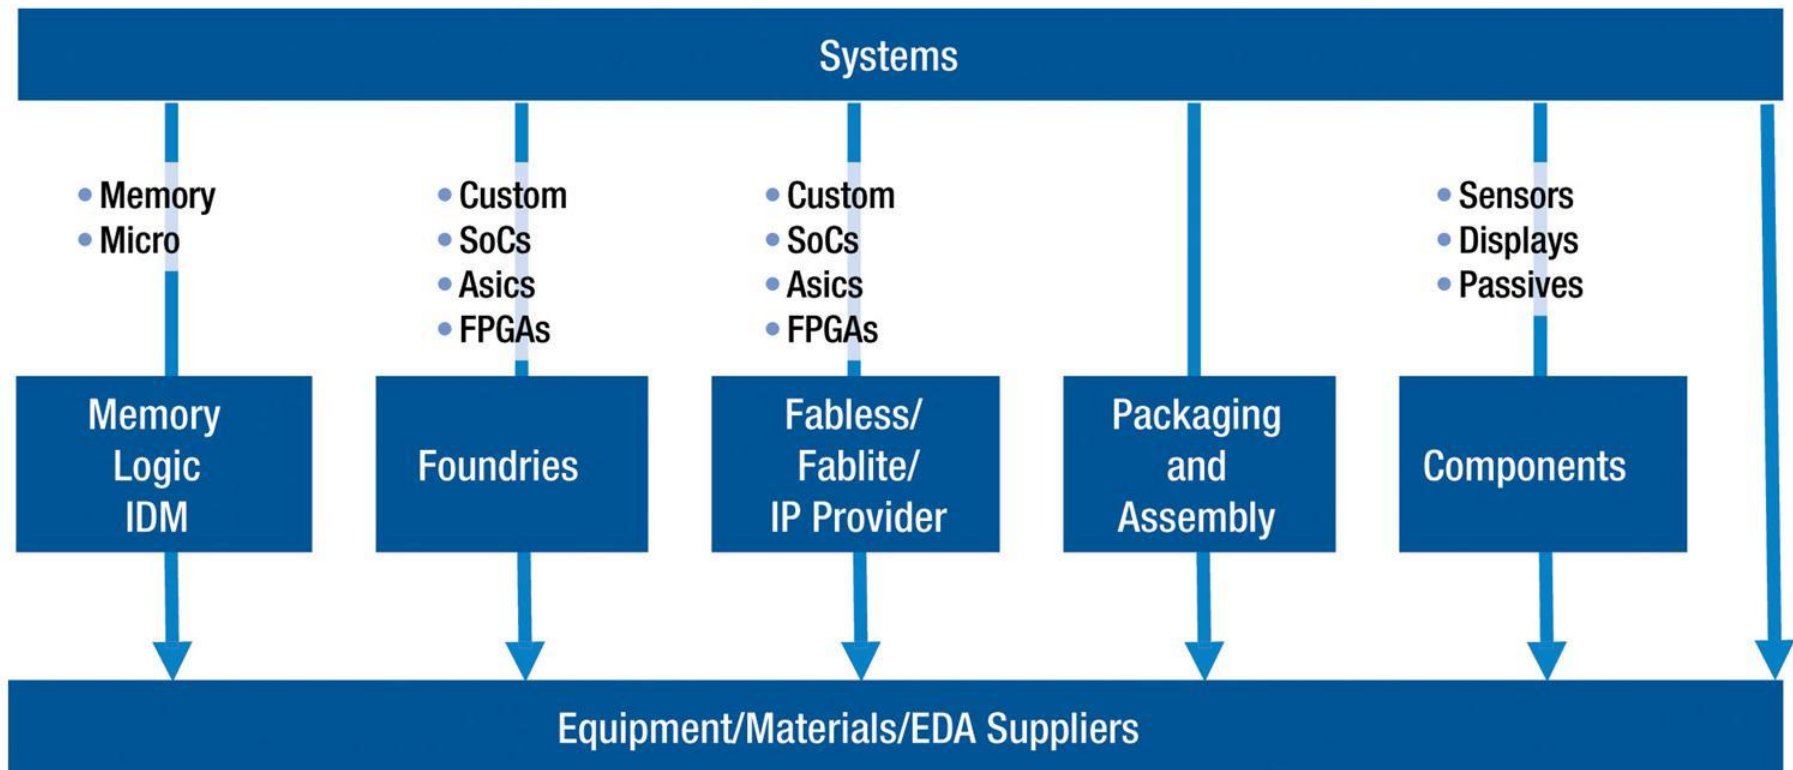 Systems
• Memory
• Micro
• Custom
• SoCs
• Asics
• FPGAs
• Custom
• SoCs
• Asics
• FPGAs
• Sensors
• Displays
• Passives
Memory
Logic
IDM
Foundries
Fabless/
Fablite/
IP Provider
Packaging
and
Assembly
Components
Equipment/Materials/EDA Suppliers